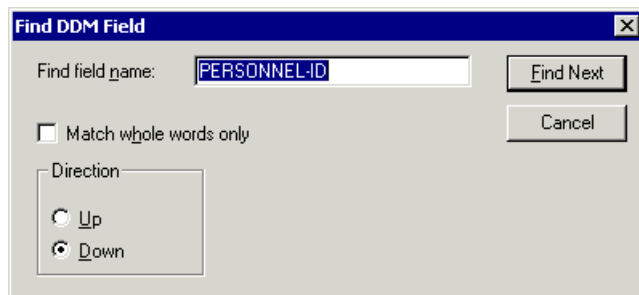 Find DDM Field
Find field name: PERSONNEL-ID Find Next
Match whole words only Cancel
Direction
Up
Down